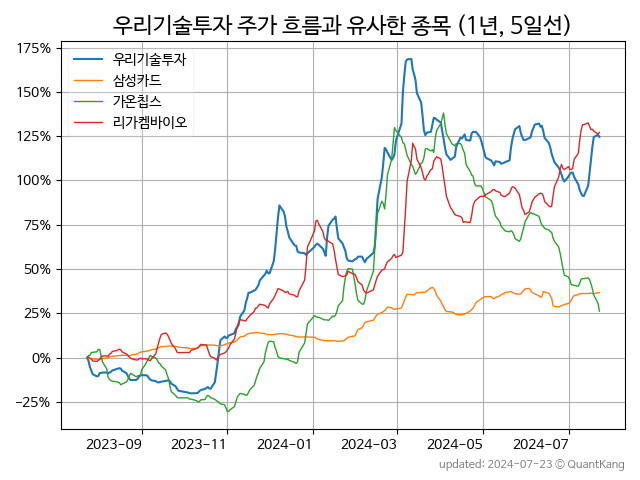 우리기술투자 주가 흐름과 유사한 종목 (1년, 5일선)
175%
150%
125%
100%
75%
50%
25%
0%
−25%
우리기술투자
삼성카드
가온칩스
리가켐바이오
2023-09 2023-11 2024-01 2024-03 2024-05 2024-07
updated: 2024-07-23 © QuantKang